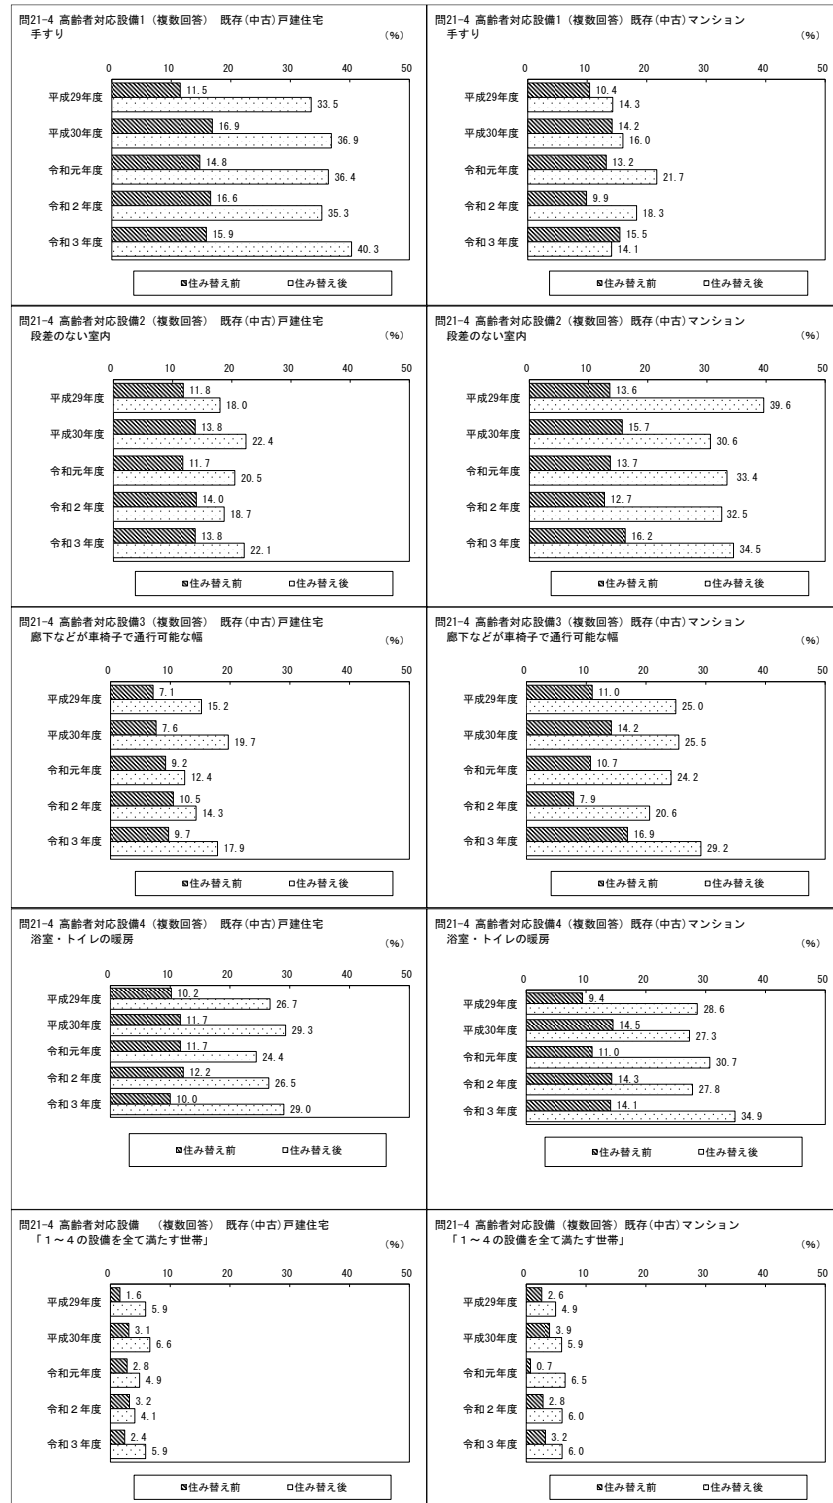 問21-4 高齢者対応設備1（複数回答） 既存(中古)戸建住宅
手すり
(%)
0 10 20 30 40 50
平成29年度
11.5
33.5
平成30年度
16.9
36.9
令和元年度
14.8
36.4
令和２年度
16.6
35.3
令和３年度
15.9
40.3
住み替え前 住み替え後
問21-4 高齢者対応設備1（複数回答）既存(中古)マンション
手すり
(%)
0 10 20 30 40 50
平成29年度
10.4
14.3
平成30年度
14.2
16.0
令和元年度
13.2
21.7
令和２年度
9.9
18.3
令和３年度
15.5
14.1
住み替え前 住み替え後
問21-4 高齢者対応設備2（複数回答） 既存(中古)戸建住宅
段差のない室内
(%)
0 10 20 30 40 50
平成29年度
11.8
18.0
平成30年度
13.8
22.4
令和元年度
11.7
20.5
令和２年度
14.0
18.7
令和３年度
13.8
22.1
住み替え前 住み替え後
問21-4 高齢者対応設備2（複数回答）既存(中古)マンション
段差のない室内
(%)
0 10 20 30 40 50
平成29年度
13.6
39.6
平成30年度
15.7
30.6
令和元年度
13.7
33.4
令和２年度
12.7
32.5
令和３年度
16.2
34.5
住み替え前 住み替え後
問21-4 高齢者対応設備3（複数回答） 既存(中古)戸建住宅
廊下などが車椅子で通行可能な幅
(%)
0 10 20 30 40 50
平成29年度
7.1
15.2
平成30年度
7.6
19.7
令和元年度
9.2
12.4
令和２年度
10.5
14.3
令和３年度
9.7
17.9
住み替え前 住み替え後
問21-4 高齢者対応設備3（複数回答）既存(中古)マンション
廊下などが車椅子で通行可能な幅
(%)
0 10 20 30 40 50
平成29年度
11.0
25.0
平成30年度
14.2
25.5
令和元年度
10.7
24.2
令和２年度
7.9
20.6
令和３年度
16.9
29.2
住み替え前 住み替え後
問21-4 高齢者対応設備4（複数回答） 既存(中古)戸建住宅
浴室・トイレの暖房
(%)
0 10 20 30 40 50
平成29年度
10.2
26.7
平成30年度
11.7
29.3
令和元年度
11.7
24.4
令和２年度
12.2
26.5
令和３年度
10.0
29.0
住み替え前 住み替え後
問21-4 高齢者対応設備4（複数回答）既存(中古)マンション
浴室・トイレの暖房
(%)
0 10 20 30 40 50
平成29年度
9.4
28.6
平成30年度
14.5
27.3
令和元年度
11.0
30.7
令和２年度
14.3
27.8
令和３年度
14.1
34.9
住み替え前 住み替え後
問21-4 高齢者対応設備 （複数回答） 既存(中古)戸建住宅
「１～４の設備を全て満たす世帯」
(%)
0 10 20 30 40 50
平成29年度
1.6
5.9
平成30年度
3.1
6.6
令和元年度
2.8
4.9
令和２年度
3.2
4.1
令和３年度
2.4
5.9
住み替え前 住み替え後
問21-4 高齢者対応設備（複数回答）既存(中古)マンション
「１～４の設備を全て満たす世帯」
(%)
0 10 20 30 40 50
平成29年度
2.6
4.9
平成30年度
3.9
5.9
令和元年度
0.7
6.5
令和２年度
2.8
6.0
令和３年度
3.2
6.0
住み替え前 住み替え後